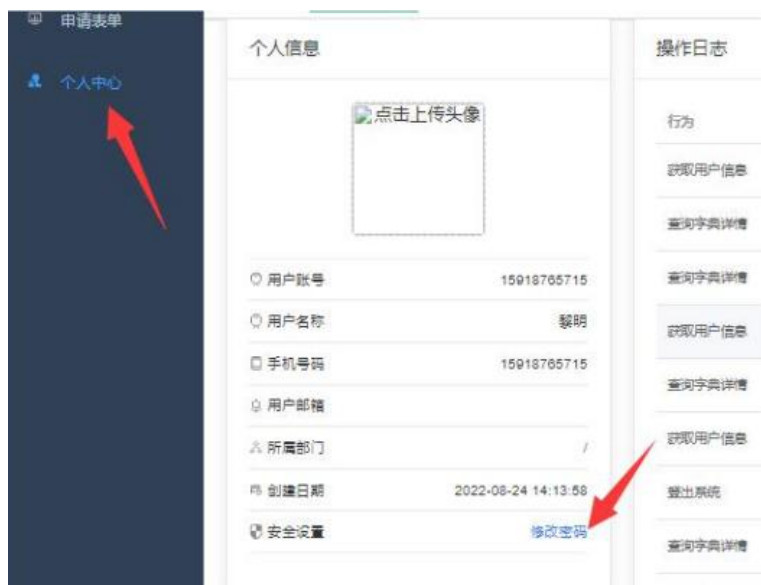 申请表单
个人中心
个人信息
点击上传头像
用户账号 15918765715
用户名称 黎明
手机号码 15918765715
用户邮箱
所属部门 /
创建日期 2022-08-24 14:13:58
安全设置 修改密码
操作日志
行为
获取用户信息
查询字典详情
查询字典详情
获取用户信息
查询字典详情
获取用户信息
登出系统
查询字典详情